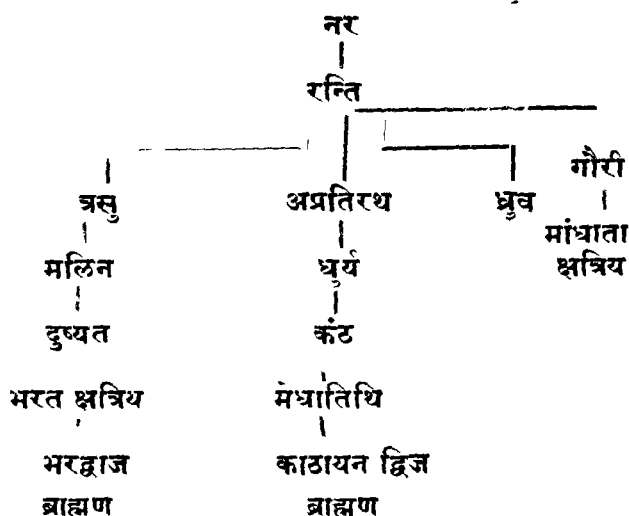 नर
रन्ति
गौरी
त्रसु अप्रतिरथ ध्रुव
मांधाता
मलिन धुर्य क्षत्रिय
दुष्यत कंठ
भरत क्षत्रिय मेधातिथि
भरद्वाज काठायन द्विज
ब्राह्मण ब्राह्मण